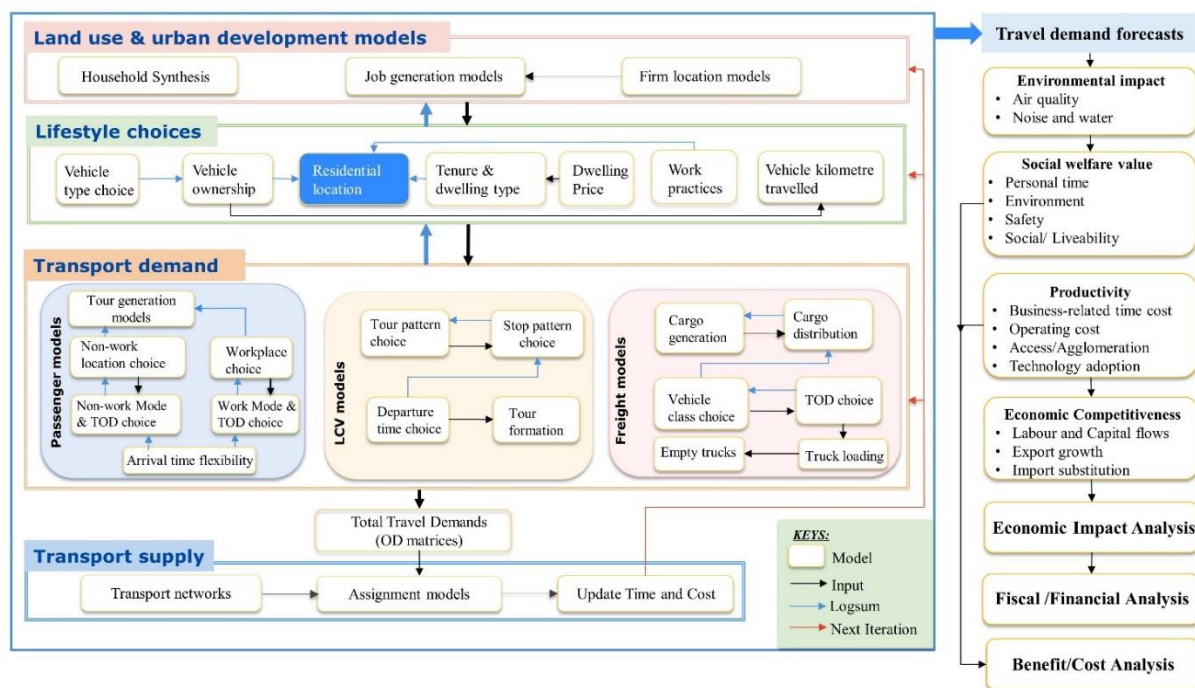 Land use & urban development models
Household Synthesis
Job generation models
Firm location models
Lifestyle choices
Vehicle
type choice
Vehicle
ownership
Residential
location
Tenure &
dwelling type
Dwelling
Price
Work
practices
Vehicle kilometre
travelled
Transport demand
Passenger models
Tour generation
models
Non-work
location choice
Workplace
choice
Non-work Mode
& TOD choice
Work Mode &
TOD choice
Arrival time flexibility
LCV models
Tour pattern
choice
Stop pattern
choice
Departure
time choice
Tour
formation
Freight models
Cargo
generation
Cargo
distribution
Vehicle
class choice
TOD choice
Empty trucks
Truck loading
Total Travel Demands
(OD matrices)
Transport supply
Transport networks
Assignment models
Update Time and Cost
KEYS:
Model
Input
Logsum
Next Iteration
Travel demand forecasts
Environmental impact
• Air quality
• Noise and water
Social welfare value
• Personal time
• Environment
• Safety
• Social/ Liveability
Productivity
• Business-related time cost
• Operating cost
• Access/Agglomeration
• Technology adoption
Economic Competitiveness
• Labour and Capital flows
• Export growth
• Import substitution
Economic Impact Analysis
Fiscal /Financial Analysis
Benefit/Cost Analysis